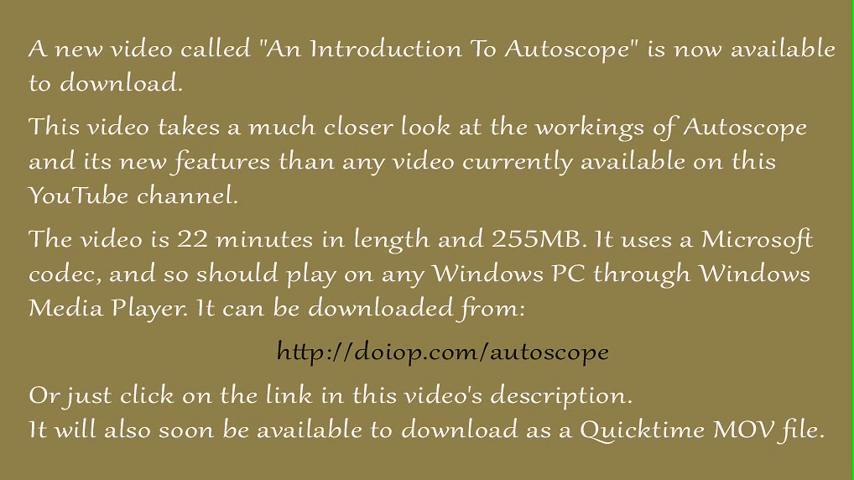 A new video called "An Introduction To Autoscope" is now available
to download.
This video takes a much closer look at the workings of Autoscope
and its new features than any video currently available on this
YouTube channel.
The video is 22 minutes in length and 255MB. It uses a Microsoft
codec, and so should play on any Windows PC through Windows
Media Player. It can be downloaded from:
http://doiop.com/autoscope
Or just click on the link in this video's description.
It will also soon be available to download as a Quicktime MOV file.